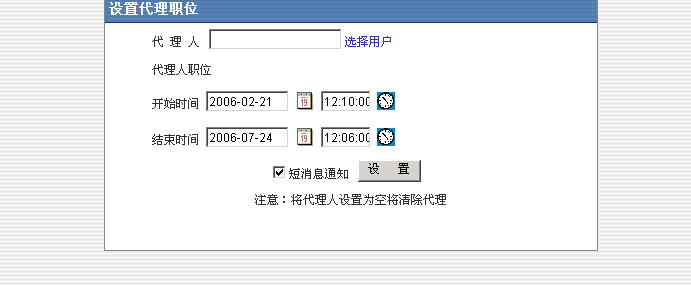 设置代理职位
代 理 人 选择用户
代理人职位
开始时间 2006-02-21 19 12:10:00
结束时间 2006-07-24 19 12:06:00
短消息通知 设 置
注意：将代理人设置为空将清除代理